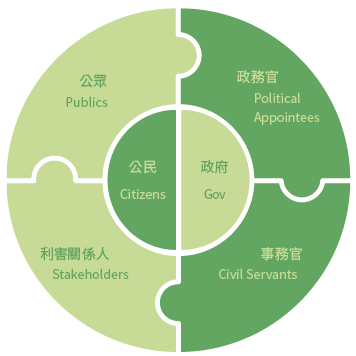 公眾
Publics
政務官
Political
Appointees
公民
Citizens
政府
Gov
利害關係人
Stakeholders
事務官
Civil Servants